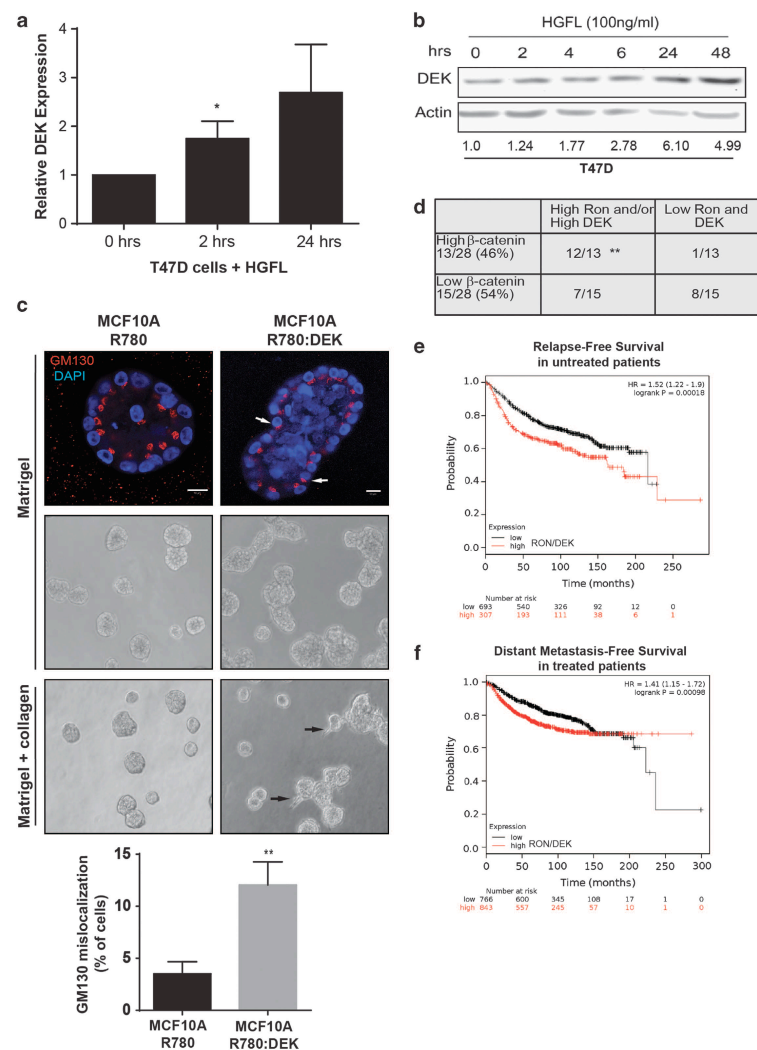 a
Relative DEK Expression
4
3
2
1
0
*
0 hrs
2 hrs
24 hrs
T47D cells + HGFL
b
HGFL (100ng/ml)
hrs 0 2 4 6 24 48
DEK
Actin
1.0 1.24 1.77 2.78 6.10 4.99
T47D
d
High Ron and/or
High DEK
Low Ron and
DEK
High β-catenin
13/28 (46%)
12/13 **
1/13
Low β-catenin
15/28 (54%)
7/15
8/15
c
MCF10A
R780
MCF10A
R780:DEK
GM130
DAPI
Matrigel
Matrigel + collagen
GM130 mislocalization
(% of cells)
15
10
5
0
**
MCF10A
R780
MCF10A
R780:DEK
e
Relapse-Free Survival
in untreated patients
HR = 1.52 (1.22 - 1.9)
logrank P = 0.00018
Probability
1.0
0.8
0.6
0.4
0.2
0.0
Expression
low
high RON/DEK
0 50 100 150 200 250
Time (months)
Number at risk
low 693 540 326 92 12 0
high 307 193 111 38 6 1
f
Distant Metastasis-Free Survival
in treated patients
HR = 1.41 (1.15 - 1.72)
logrank P = 0.00098
Probability
1.0
0.8
0.6
0.4
0.2
0.0
Expression
low
high RON/DEK
0 50 100 150 200 250 300
Time (months)
Number at risk
low 766 600 345 108 17 1 0
high 843 557 245 57 10 1 0